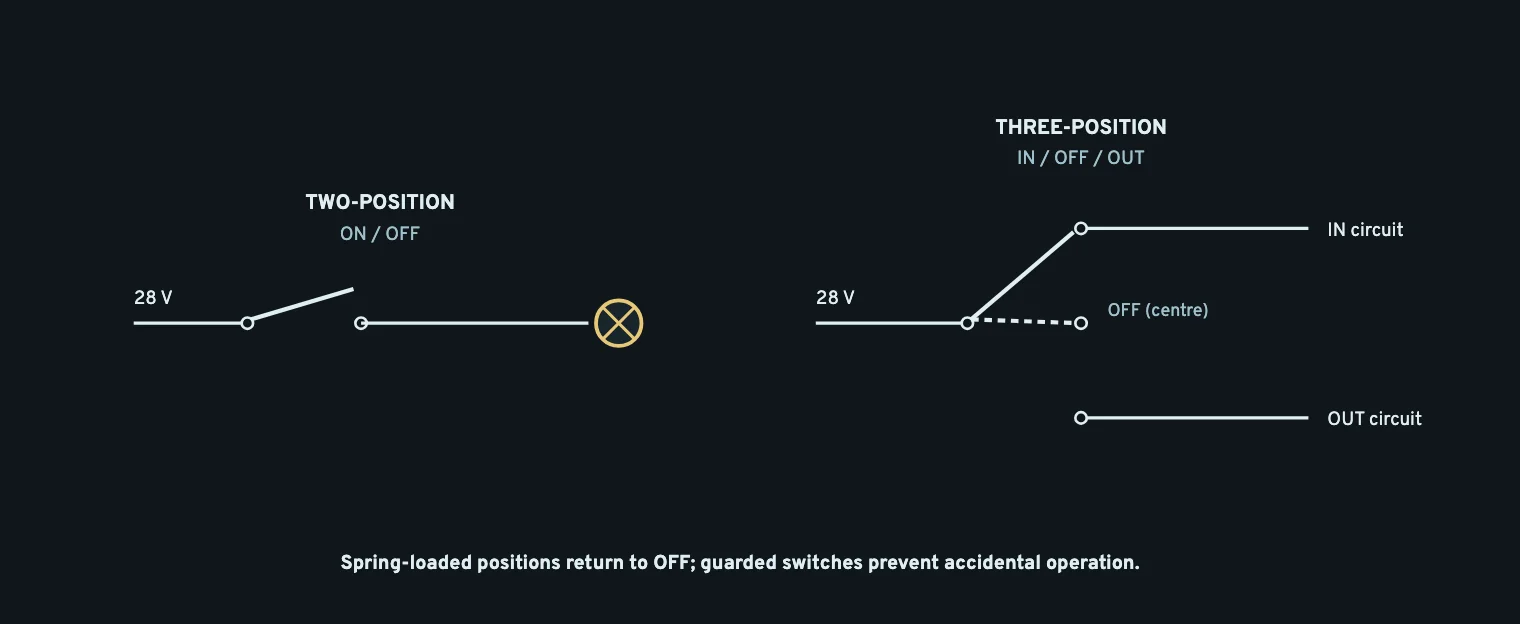 TWO-POSITION
ON / OFF
28 V
THREE-POSITION
IN / OFF / OUT
28 V
IN circuit
OFF (centre)
OUT circuit
Spring-loaded positions return to OFF; guarded switches prevent accidental operation.